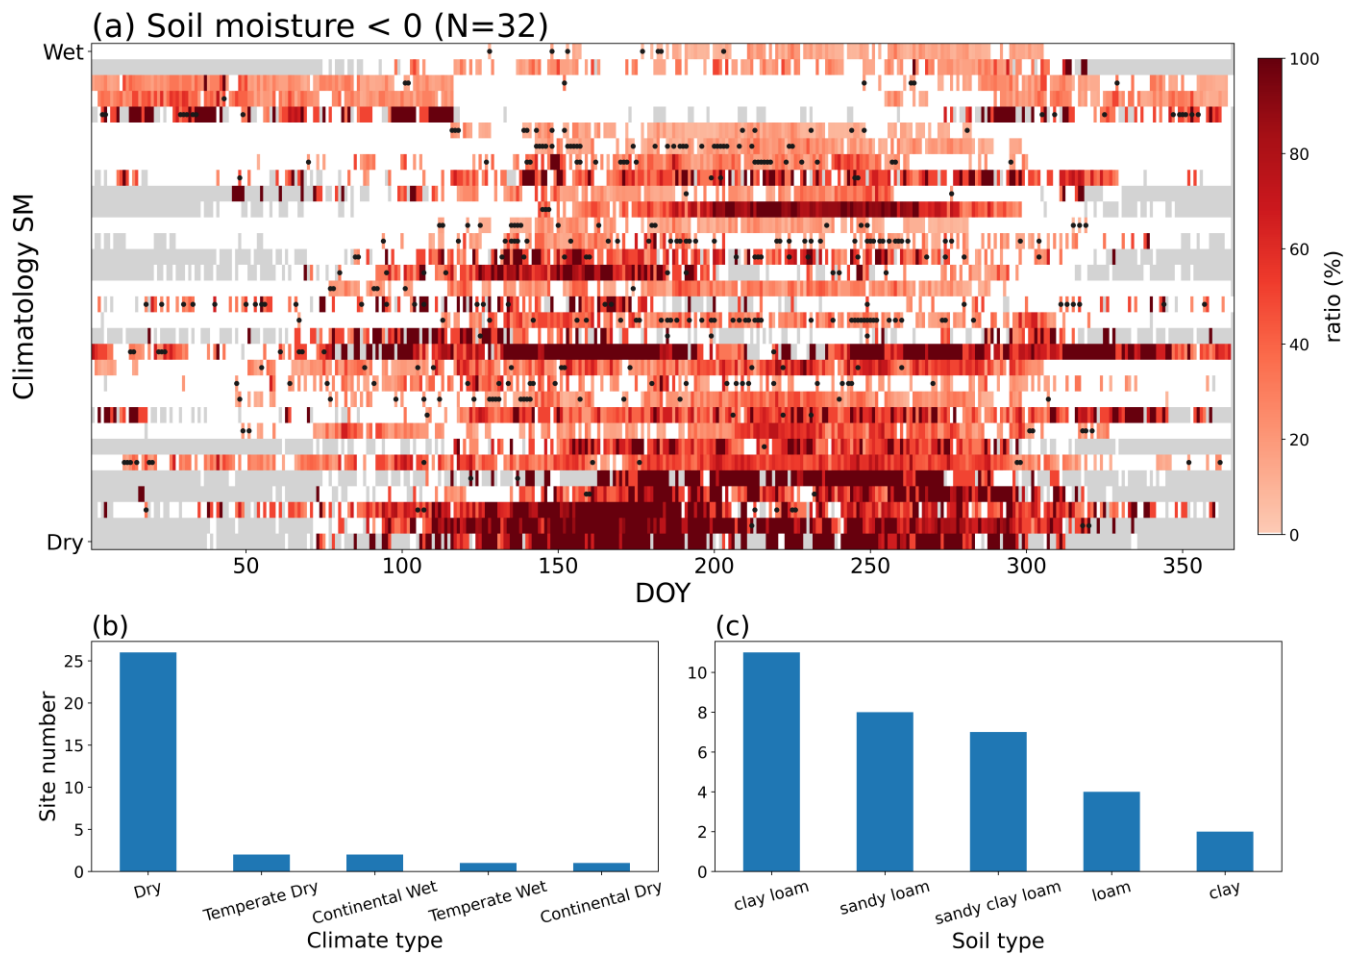 (a) Soil moisture < 0 (N=32)
Wet
Climatology SM
Dry
50 100 150 200 250 300 350
DOY
100
80
60
40
20
0
ratio (%)
(b)
25
20
15
10
5
0
Site number
Dry Temperate Dry Continental Wet Temperate Wet Continental Dry
Climate type
(c)
10
8
6
4
2
0
clay loam sandy loam sandy clay loam loam clay
Soil type